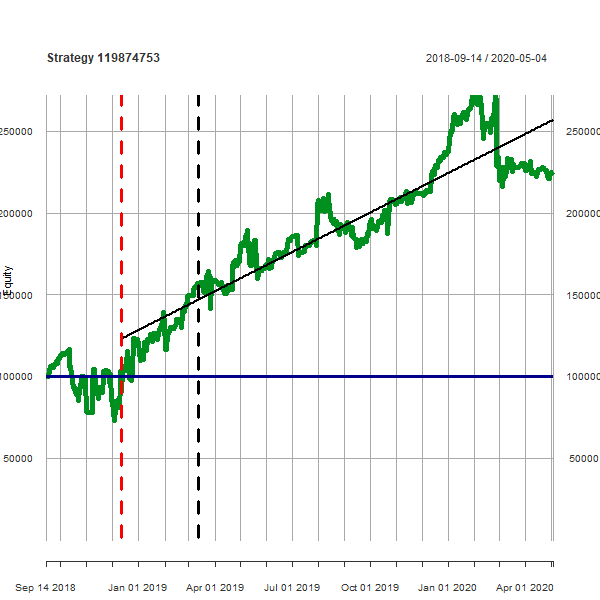 Strategy 119874753
2018-09-14 / 2020-05-04
250000 250000
200000 200000
Equity
150000 150000
100000 100000
50000 50000
Sep 14 2018 Jan 01 2019 Apr 01 2019 Jul 01 2019 Oct 01 2019 Jan 01 2020 Apr 01 2020